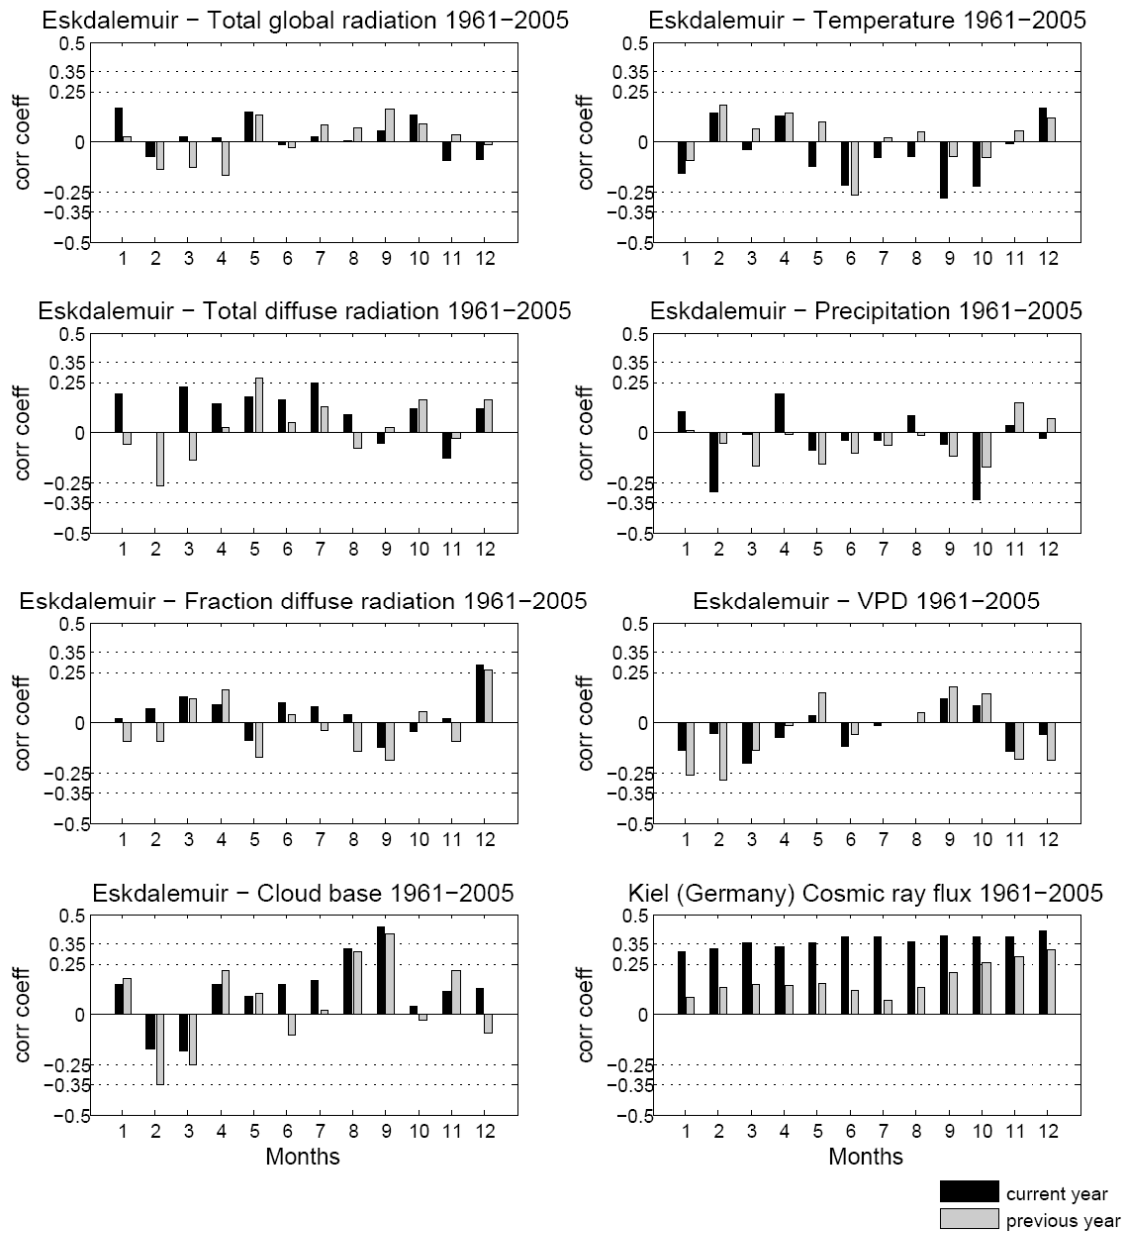 Eskdalemuir − Total global radiation 1961−2005
0.5
0.35
0.25
0
−0.25
−0.35
−0.5
corr coeff
1 2 3 4 5 6 7 8 9 10 11 12
Eskdalemuir − Temperature 1961−2005
0.5
0.35
0.25
0
−0.25
−0.35
−0.5
corr coeff
1 2 3 4 5 6 7 8 9 10 11 12
Eskdalemuir − Total diffuse radiation 1961−2005
0.5
0.35
0.25
0
−0.25
−0.35
−0.5
corr coeff
1 2 3 4 5 6 7 8 9 10 11 12
Eskdalemuir − Precipitation 1961−2005
0.5
0.35
0.25
0
−0.25
−0.35
−0.5
corr coeff
1 2 3 4 5 6 7 8 9 10 11 12
Eskdalemuir − Fraction diffuse radiation 1961−2005
0.5
0.35
0.25
0
−0.25
−0.35
−0.5
corr coeff
1 2 3 4 5 6 7 8 9 10 11 12
Eskdalemuir − VPD 1961−2005
0.5
0.35
0.25
0
−0.25
−0.35
−0.5
corr coeff
1 2 3 4 5 6 7 8 9 10 11 12
Eskdalemuir − Cloud base 1961−2005
0.5
0.35
0.25
0
−0.25
−0.35
−0.5
corr coeff
1 2 3 4 5 6 7 8 9 10 11 12
Months
Kiel (Germany) Cosmic ray flux 1961−2005
0.5
0.35
0.25
0
−0.25
−0.35
−0.5
corr coeff
1 2 3 4 5 6 7 8 9 10 11 12
Months
current year
previous year